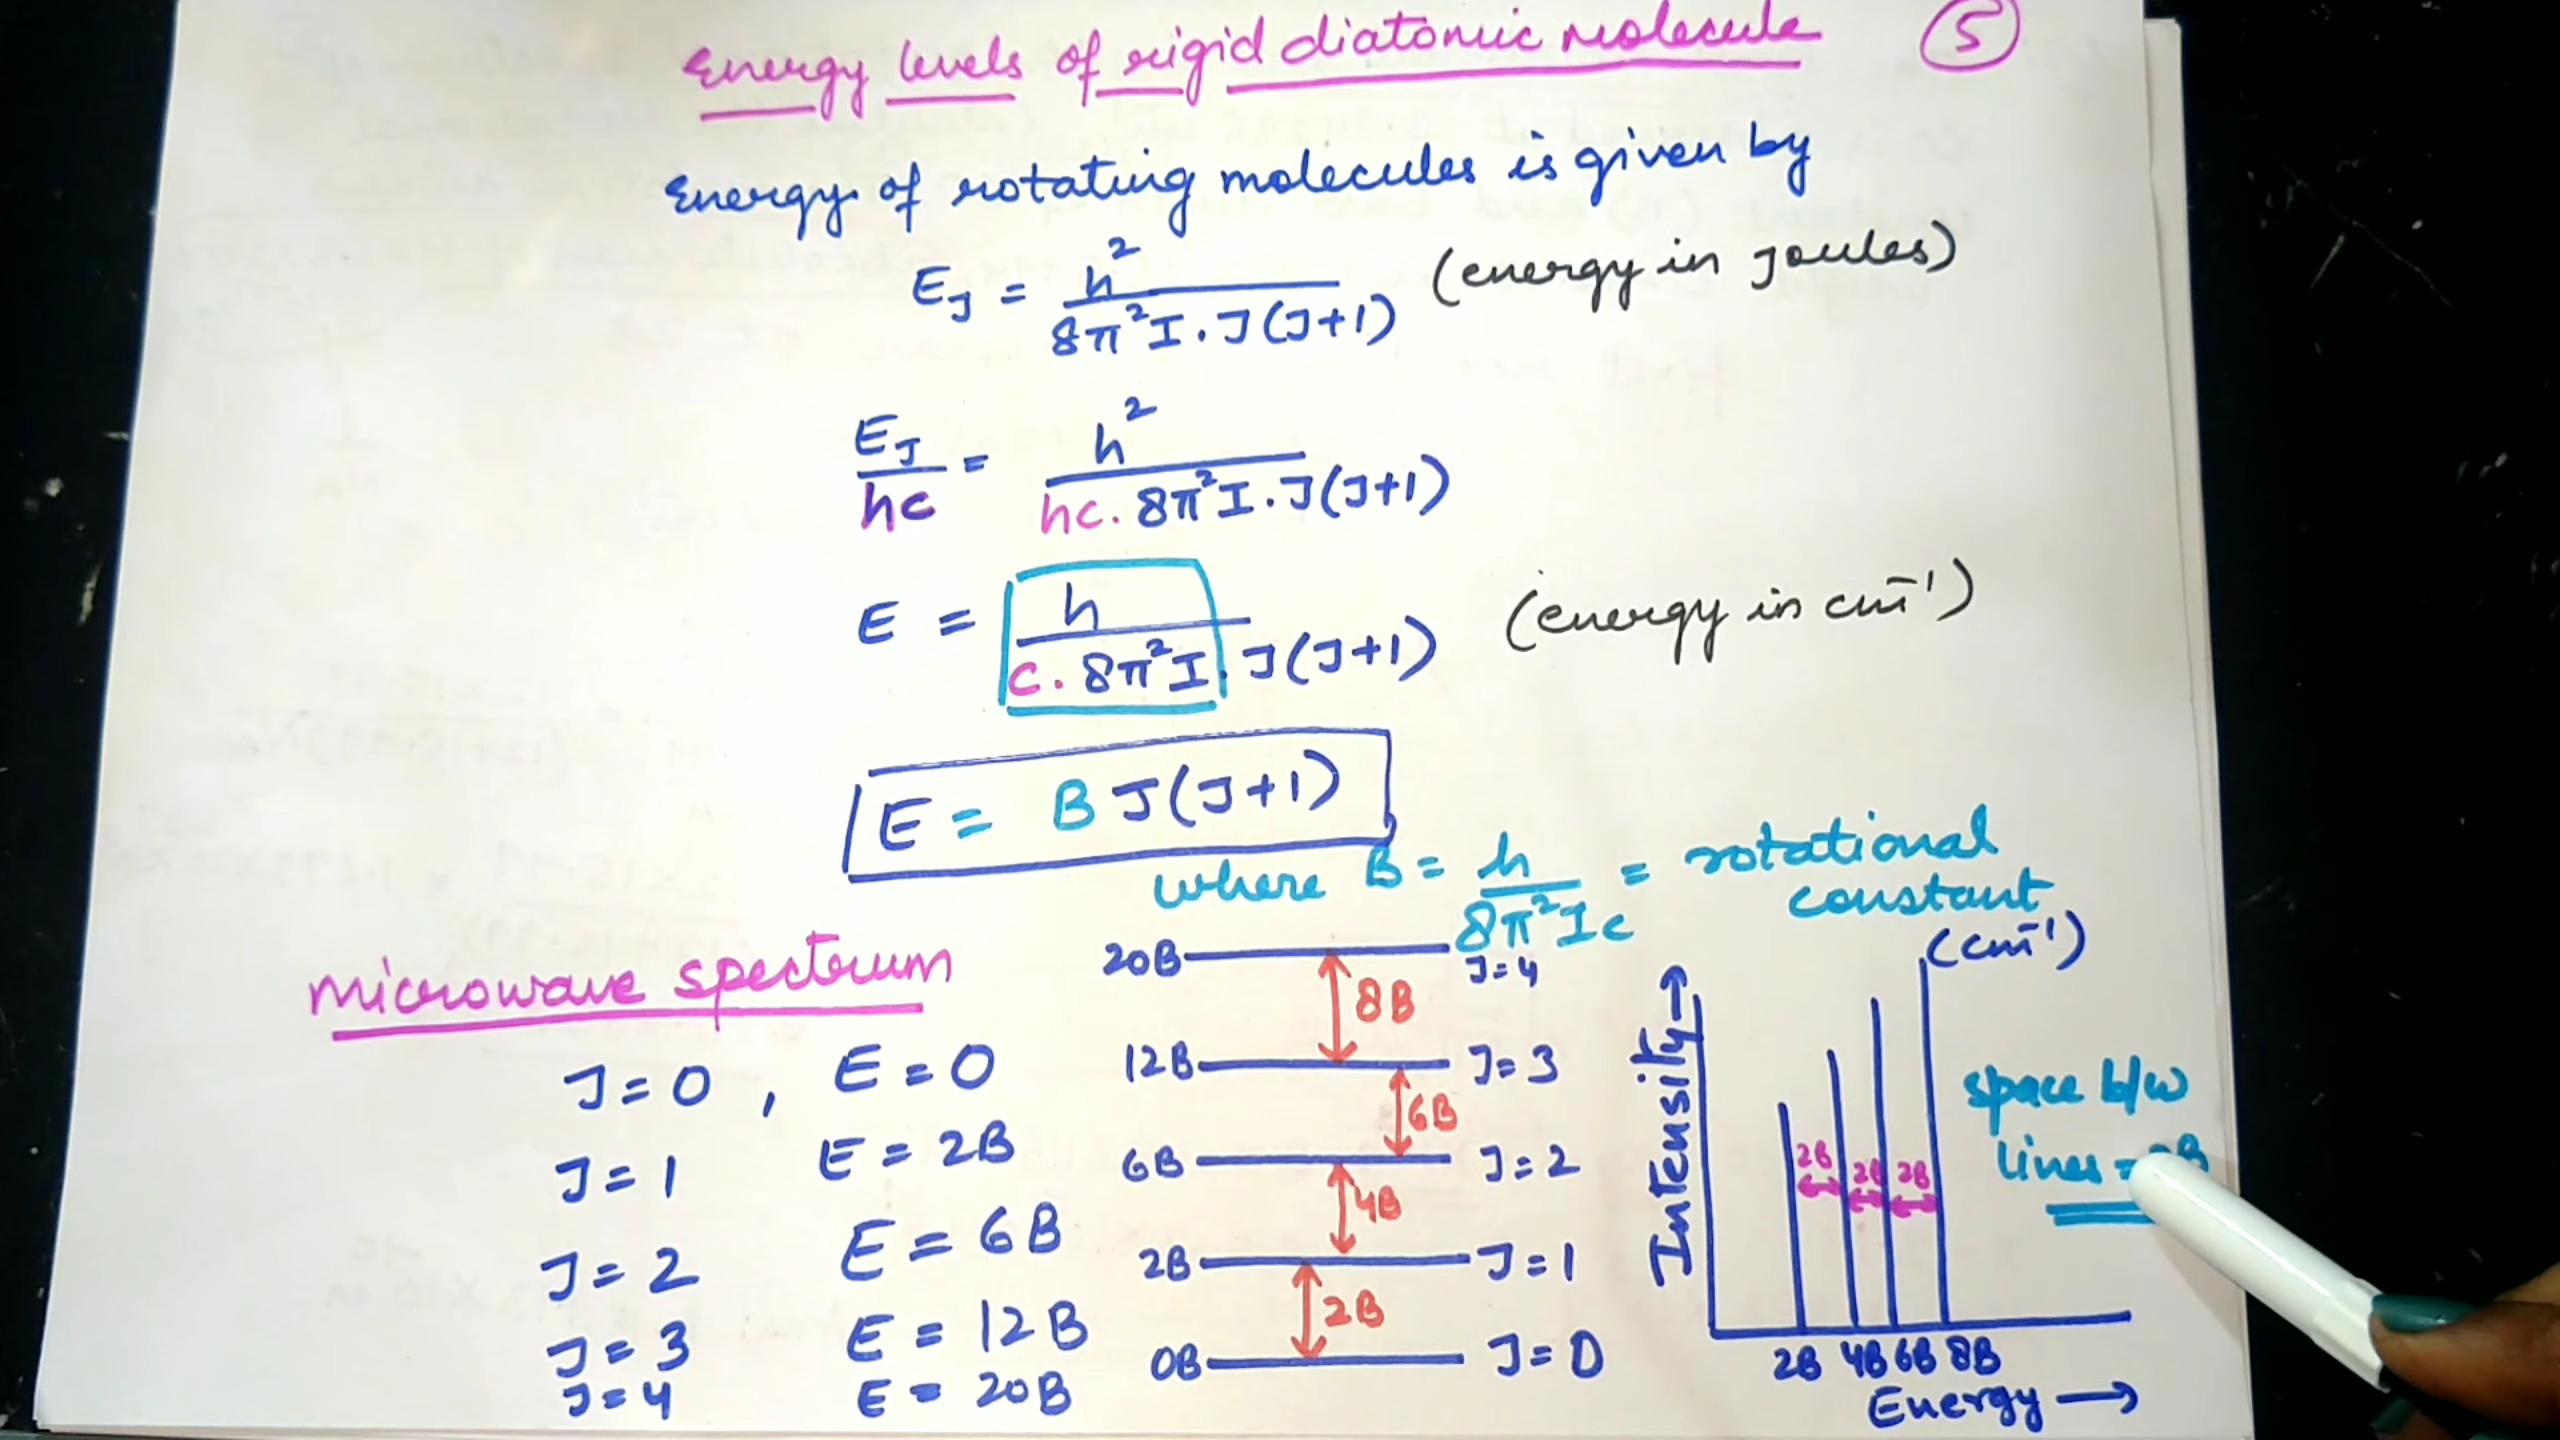 Energy levels of rigid diatomic molecule
5
Energy of rotating molecules is given by
E_J = h² / 8π²I . J(J+1) (energy in Joules)
E_J / hc = h² / hc. 8π²I . J(J+1)
E = h / c. 8π²I . J(J+1) (energy in cm⁻¹)
E = B J(J+1)
where B = h / 8π²Ic = rotational constant
(cm⁻¹)
microwave spectrum
J = 0 , E = 0
J = 1 E = 2B
J = 2 E = 6B
J = 3 E = 12B
J = 4 E = 20B
20B J = 4
8B
12B J = 3
6B
6B J = 2
4B
2B J = 1
2B
0B J = 0
Intensity →
2B 2B 2B
2B 4B 6B 8B
Energy →
space b/w
lines =